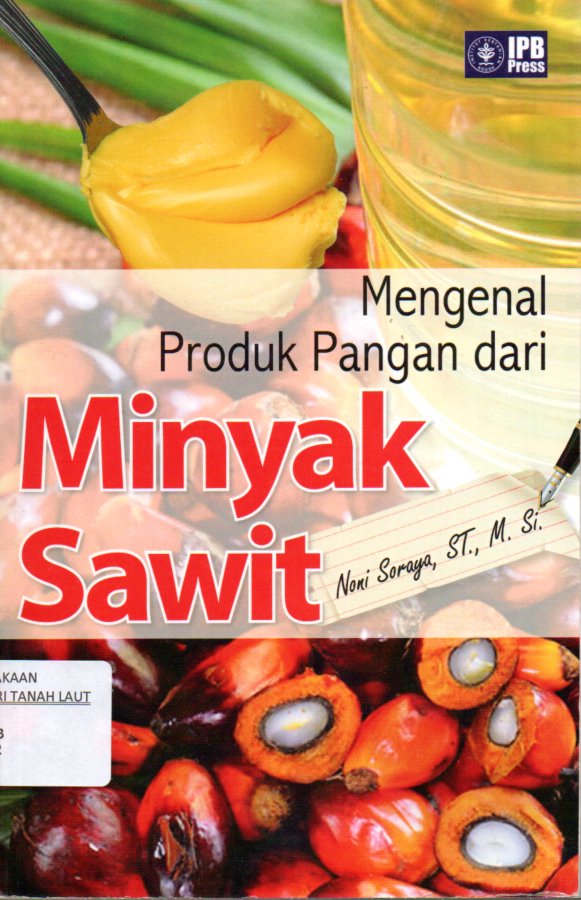 IPB
Press
Mengenal
Produk Pangan dari
Minyak
Sawit
Noni Soraya, ST., M. Si.
AKAAN
RI TANAH LAUT